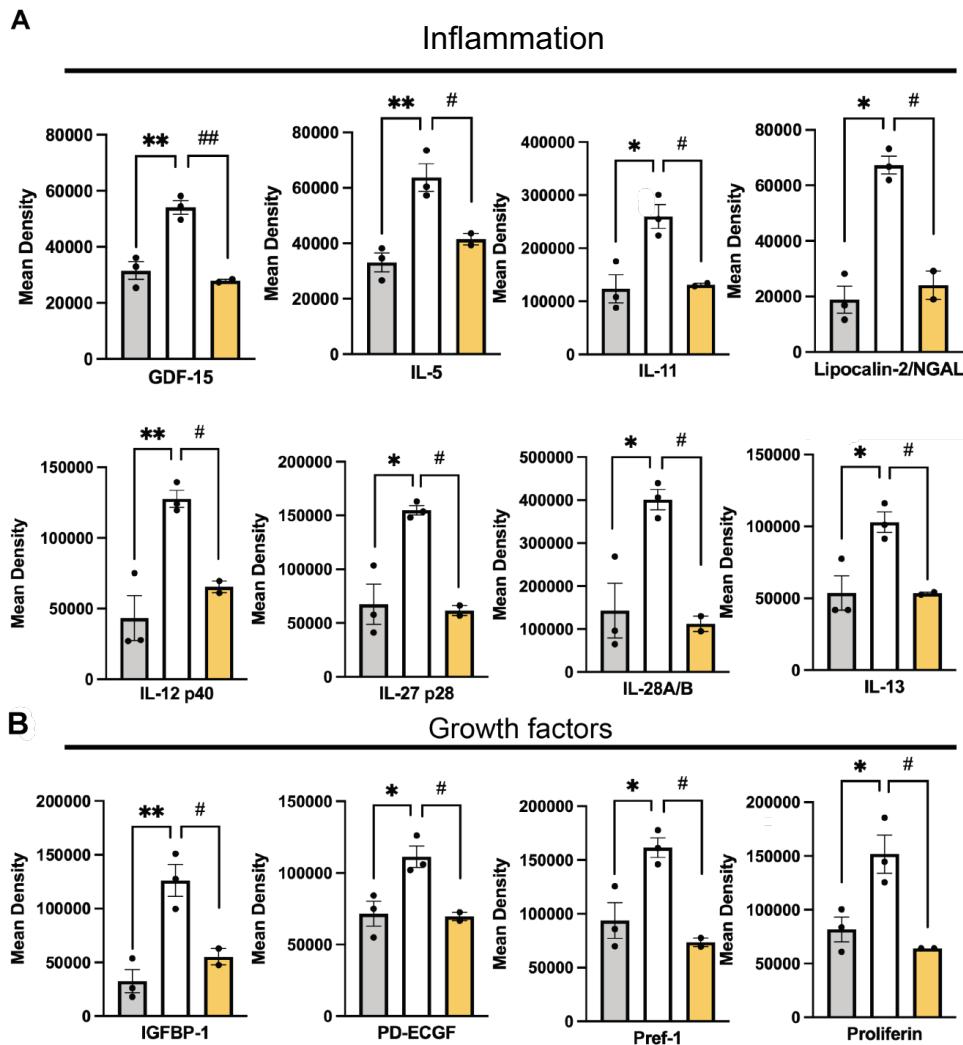 A
Inflammation
Mean Density
80000
60000
40000
20000
0
** ##
GDF-15
Mean Density
80000
60000
40000
20000
0
** #
IL-5
Mean Density
400000
300000
200000
100000
0
* #
IL-11
Mean Density
80000
60000
40000
20000
0
* #
Lipocalin-2/NGAL
Mean Density
150000
100000
50000
0
** #
IL-12 p40
Mean Density
200000
150000
100000
50000
0
* #
IL-27 p28
Mean Density
500000
400000
300000
200000
100000
0
* #
IL-28A/B
Mean Density
150000
100000
50000
0
* #
IL-13
B
Growth factors
Mean Density
200000
150000
100000
50000
0
** #
IGFBP-1
Mean Density
150000
100000
50000
0
* #
PD-ECGF
Mean Density
200000
150000
100000
50000
0
* #
Pref-1
Mean Density
200000
150000
100000
50000
0
* #
Proliferin